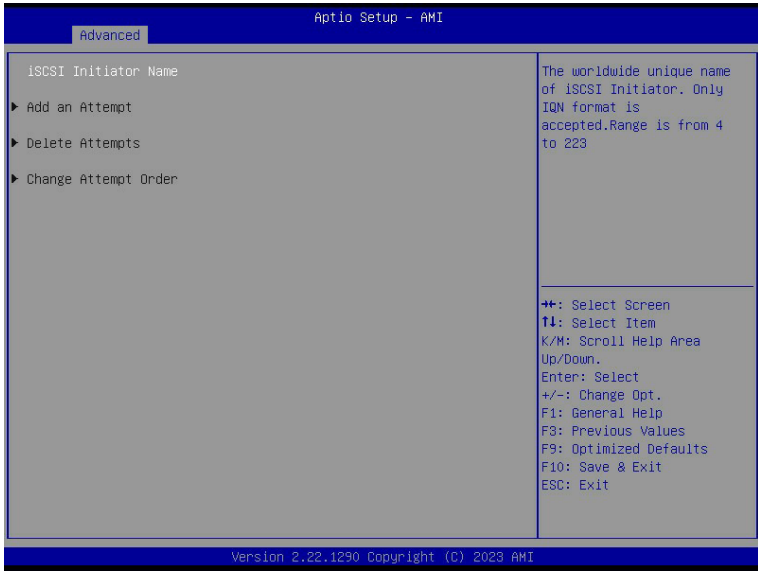 Aptio Setup – AMI
Advanced
iSCSI Initiator Name
▶ Add an Attempt
▶ Delete Attempts
▶ Change Attempt Order
The worldwide unique name
of iSCSI Initiator. Only
IQN format is
accepted.Range is from 4
to 223
→←: Select Screen
↑↓: Select Item
K/M: Scroll Help Area
Up/Down.
Enter: Select
+/-: Change Opt.
F1: General Help
F3: Previous Values
F9: Optimized Defaults
F10: Save & Exit
ESC: Exit
Version 2.22.1290 Copyright (C) 2023 AMI